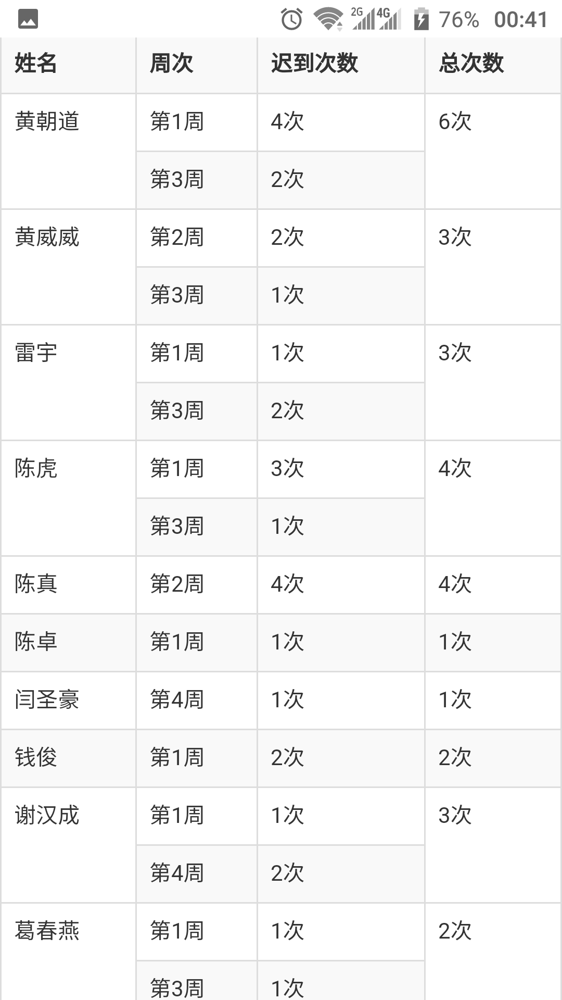 2G 4G 76% 00:41
姓名 周次 迟到次数 总次数
黄朝道 第1周 4次 6次
第3周 2次
黄威威 第2周 2次 3次
第3周 1次
雷宇 第1周 1次 3次
第3周 2次
陈虎 第1周 3次 4次
第3周 1次
陈真 第2周 4次 4次
陈卓 第1周 1次 1次
闫圣豪 第4周 1次 1次
钱俊 第1周 2次 2次
谢汉成 第1周 1次 3次
第4周 2次
葛春燕 第1周 1次 2次
第3周 1次